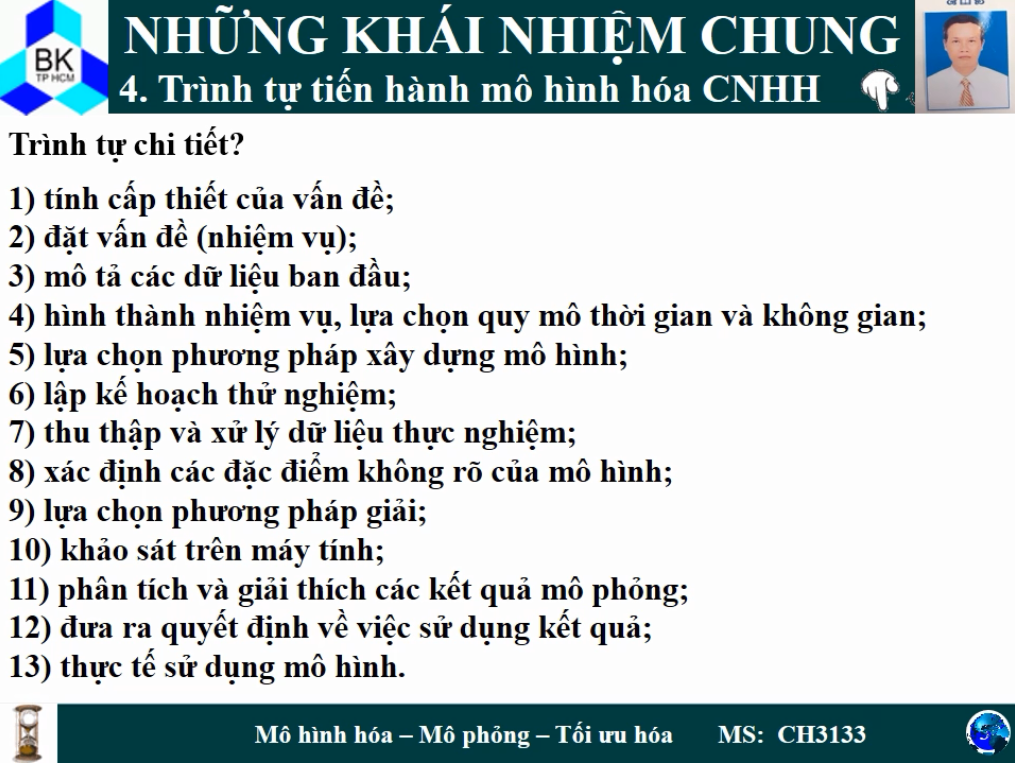 BK
TP HCM
NHỮNG KHÁI NHIỆM CHUNG
4. Trình tự tiến hành mô hình hóa CNHH
Trình tự chi tiết?
1) tính cấp thiết của vấn đề;
2) đặt vấn đề (nhiệm vụ);
3) mô tả các dữ liệu ban đầu;
4) hình thành nhiệm vụ, lựa chọn quy mô thời gian và không gian;
5) lựa chọn phương pháp xây dựng mô hình;
6) lập kế hoạch thử nghiệm;
7) thu thập và xử lý dữ liệu thực nghiệm;
8) xác định các đặc điểm không rõ của mô hình;
9) lựa chọn phương pháp giải;
10) khảo sát trên máy tính;
11) phân tích và giải thích các kết quả mô phỏng;
12) đưa ra quyết định về việc sử dụng kết quả;
13) thực tế sử dụng mô hình.
Mô hình hóa – Mô phỏng – Tối ưu hóa MS: CH3133